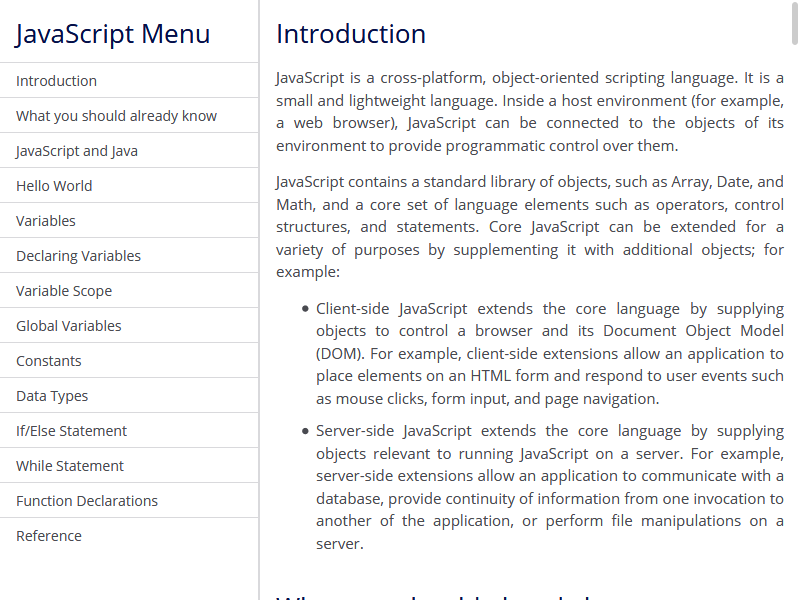 JavaScript Menu
Introduction
What you should already know
JavaScript and Java
Hello World
Variables
Declaring Variables
Variable Scope
Global Variables
Constants
Data Types
If/Else Statement
While Statement
Function Declarations
Reference
Introduction
JavaScript is a cross-platform, object-oriented scripting language. It is a
small and lightweight language. Inside a host environment (for example,
a web browser), JavaScript can be connected to the objects of its
environment to provide programmatic control over them.
JavaScript contains a standard library of objects, such as Array, Date, and
Math, and a core set of language elements such as operators, control
structures, and statements. Core JavaScript can be extended for a
variety of purposes by supplementing it with additional objects; for
example:
• Client-side JavaScript extends the core language by supplying
objects to control a browser and its Document Object Model
(DOM). For example, client-side extensions allow an application to
place elements on an HTML form and respond to user events such
as mouse clicks, form input, and page navigation.
• Server-side JavaScript extends the core language by supplying
objects relevant to running JavaScript on a server. For example,
server-side extensions allow an application to communicate with a
database, provide continuity of information from one invocation to
another of the application, or perform file manipulations on a
server.